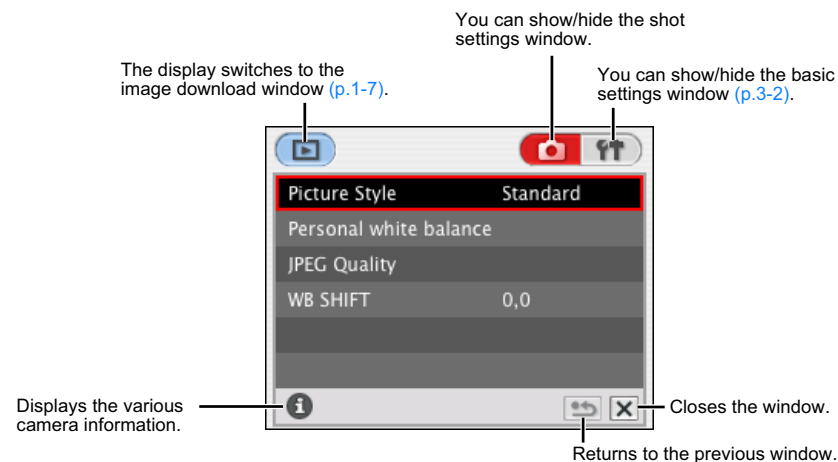 You can show/hide the shot
settings window.
The display switches to the
image download window (p.1-7).
You can show/hide the basic
settings window (p.3-2).
Picture Style Standard
Personal white balance
JPEG Quality
WB SHIFT 0,0
Displays the various
camera information.
Closes the window.
Returns to the previous window.